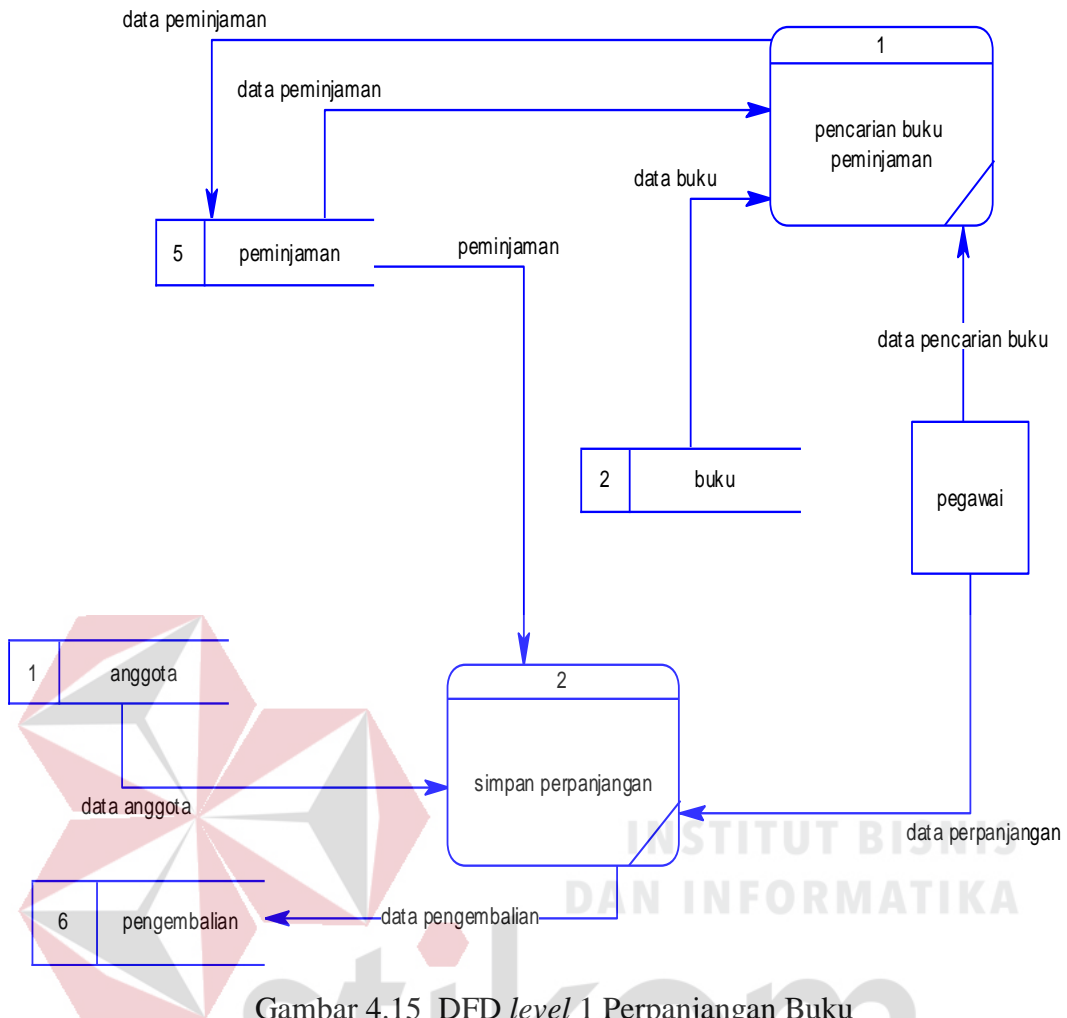 data peminjaman
1
data peminjaman
pencarian buku
peminjaman
data buku
5
peminjaman
peminjaman
data pencarian buku
2
buku
pegawai
1
anggota
2
simpan perpanjangan
data anggota
data perpanjangan
INSTITUT BISNIS
DAN INFORMATIKA
6
pengembalian
data pengembalian
stikom
Gambar 4.15 DFD level 1 Perpanjangan Buku